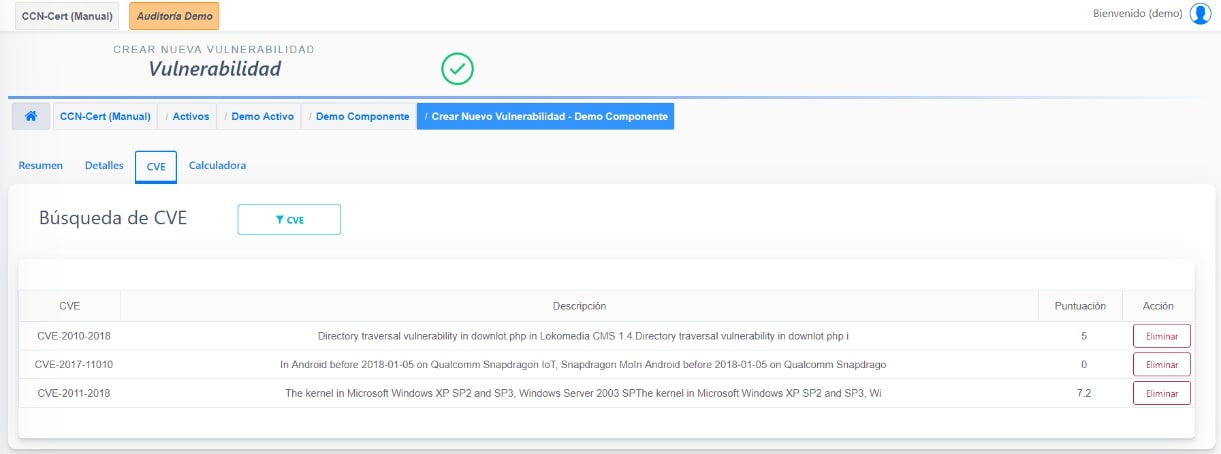 CCN-Cert (Manual) Auditoría Demo Bienvenido (demo)
CREAR NUEVA VULNERABILIDAD
Vulnerabilidad
CCN-Cert (Manual) / Activos / Demo Activo / Demo Componente / Crear Nuevo Vulnerabilidad - Demo Componente
Resumen Detalles CVE Calculadora
Búsqueda de CVE CVE
CVE Descripción Puntuación Acción
CVE-2010-2018 Directory traversal vulnerability in downlot.php in Lokomedia CMS 1.4.Directory traversal vulnerability in downlot.php i 5 Eliminar
CVE-2017-11010 In Android before 2018-01-05 on Qualcomm Snapdragon IoT, Snapdragon MoIn Android before 2018-01-05 on Qualcomm Snapdrago 0 Eliminar
CVE-2011-2018 The kernel in Microsoft Windows XP SP2 and SP3, Windows Server 2003 SPThe kernel in Microsoft Windows XP SP2 and SP3, Wi 7.2 Eliminar